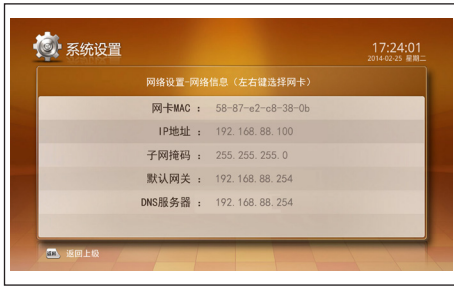 系统设置
17:24:01
2014-02-25 星期二
网络设置-网络信息（左右键选择网卡）
网卡MAC ： 58-87-e2-c8-38-0b
IP地址 ： 192.168.88.100
子网掩码 ： 255.255.255.0
默认网关 ： 192.168.88.254
DNS服务器 ： 192.168.88.254
返回上级